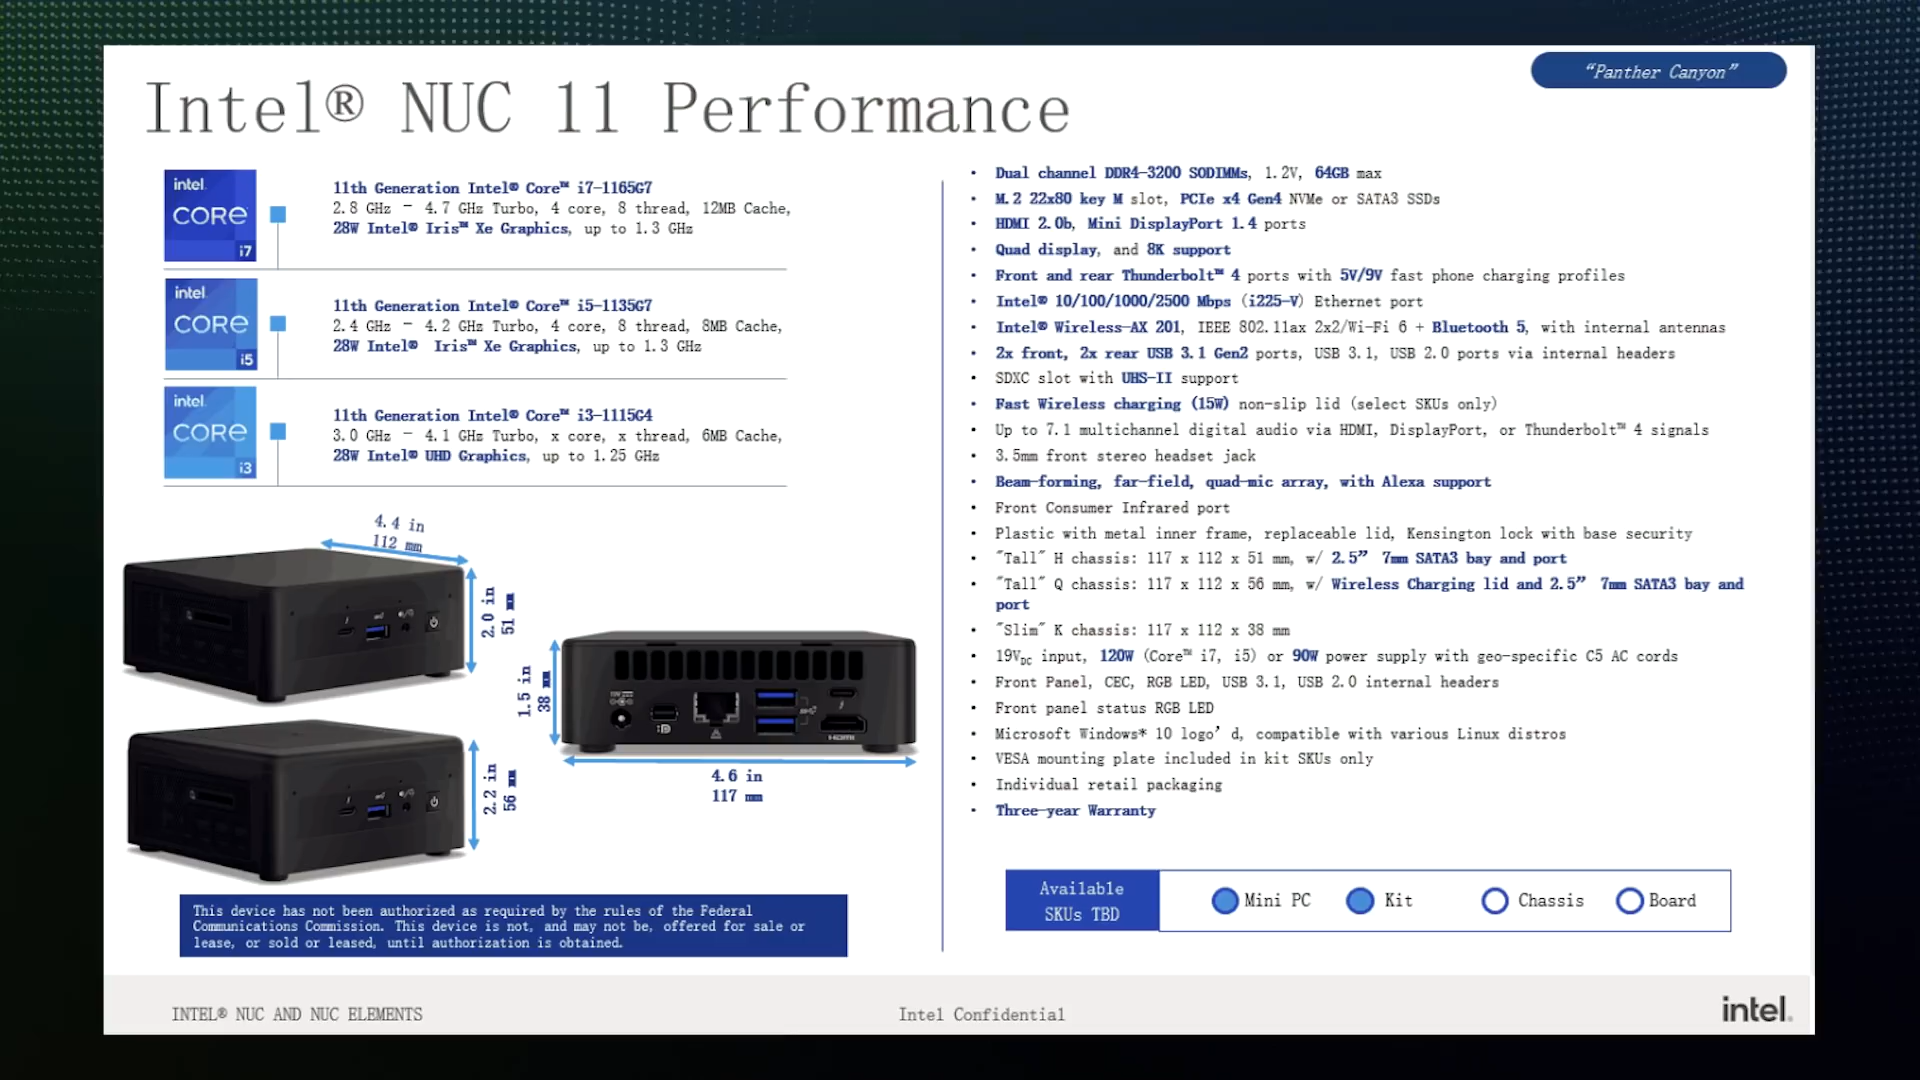 "Panther Canyon"
Intel® NUC 11 Performance
intel
CORE
i7
11th Generation Intel® Core™ i7-1165G7
2.8 GHz – 4.7 GHz Turbo, 4 core, 8 thread, 12MB Cache,
28W Intel® Iris™ Xe Graphics, up to 1.3 GHz
intel
CORE
i5
11th Generation Intel® Core™ i5-1135G7
2.4 GHz – 4.2 GHz Turbo, 4 core, 8 thread, 8MB Cache,
28W Intel® Iris™ Xe Graphics, up to 1.3 GHz
intel
CORE
i3
11th Generation Intel® Core™ i3-1115G4
3.0 GHz – 4.1 GHz Turbo, x core, x thread, 6MB Cache,
28W Intel® UHD Graphics, up to 1.25 GHz
4.4 in
112 mm
2.0 in
51 mm
1.5 in
38 mm
HDMI
4.6 in
117 mm
2.2 in
56 mm
This device has not been authorized as required by the rules of the Federal
Communications Commission. This device is not, and may not be, offered for sale or
lease, or sold or leased, until authorization is obtained.
• Dual channel DDR4-3200 SODIMMs, 1.2V, 64GB max
• M.2 22x80 key M slot, PCIe x4 Gen4 NVMe or SATA3 SSDs
• HDMI 2.0b, Mini DisplayPort 1.4 ports
• Quad display, and 8K support
• Front and rear Thunderbolt™ 4 ports with 5V/9V fast phone charging profiles
• Intel® 10/100/1000/2500 Mbps (i225-V) Ethernet port
• Intel® Wireless-AX 201, IEEE 802.11ax 2x2/Wi-Fi 6 + Bluetooth 5, with internal antennas
• 2x front, 2x rear USB 3.1 Gen2 ports, USB 3.1, USB 2.0 ports via internal headers
• SDXC slot with UHS-II support
• Fast Wireless charging (15W) non-slip lid (select SKUs only)
• Up to 7.1 multichannel digital audio via HDMI, DisplayPort, or Thunderbolt™ 4 signals
• 3.5mm front stereo headset jack
• Beam-forming, far-field, quad-mic array, with Alexa support
• Front Consumer Infrared port
• Plastic with metal inner frame, replaceable lid, Kensington lock with base security
• "Tall" H chassis: 117 x 112 x 51 mm, w/ 2.5" 7mm SATA3 bay and port
• "Tall" Q chassis: 117 x 112 x 56 mm, w/ Wireless Charging lid and 2.5" 7mm SATA3 bay and
port
• "Slim" K chassis: 117 x 112 x 38 mm
• 19VDC input, 120W (Core™ i7, i5) or 90W power supply with geo-specific C5 AC cords
• Front Panel, CEC, RGB LED, USB 3.1, USB 2.0 internal headers
• Front panel status RGB LED
• Microsoft Windows* 10 logo'd, compatible with various Linux distros
• VESA mounting plate included in kit SKUs only
• Individual retail packaging
• Three-year Warranty
Available
SKUs TBD
Mini PC
Kit
Chassis
Board
INTEL® NUC AND NUC ELEMENTS
Intel Confidential
intel.